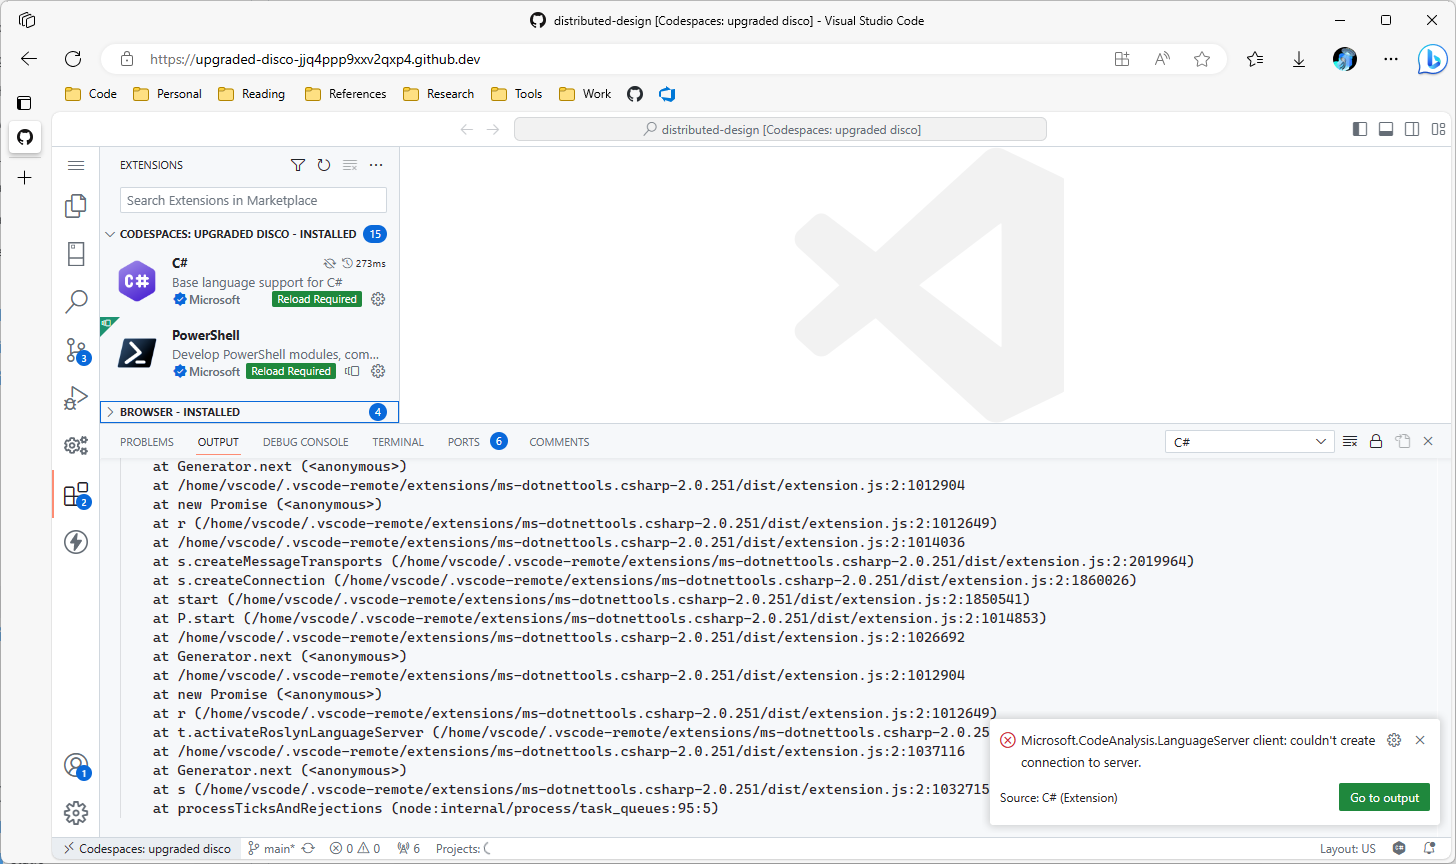 distributed-design [Codespaces: upgraded disco] - Visual Studio Code
https://upgraded-disco-jjq4ppp9xxv2qxp4.github.dev
Code Personal Reading References Research Tools Work
distributed-design [Codespaces: upgraded disco]
EXTENSIONS
Search Extensions in Marketplace
CODESPACES: UPGRADED DISCO - INSTALLED 15
C# 273ms
C#
Base language support for C#
Microsoft Reload Required
PowerShell
Develop PowerShell modules, com...
Microsoft Reload Required
BROWSER - INSTALLED 4
3
2
1
PROBLEMS OUTPUT DEBUG CONSOLE TERMINAL PORTS 6 COMMENTS C#
at Generator.next (<anonymous>)
at /home/vscode/.vscode-remote/extensions/ms-dotnettools.csharp-2.0.251/dist/extension.js:2:1012904
at new Promise (<anonymous>)
at r (/home/vscode/.vscode-remote/extensions/ms-dotnettools.csharp-2.0.251/dist/extension.js:2:1012649)
at /home/vscode/.vscode-remote/extensions/ms-dotnettools.csharp-2.0.251/dist/extension.js:2:1014036
at s.createMessageTransports (/home/vscode/.vscode-remote/extensions/ms-dotnettools.csharp-2.0.251/dist/extension.js:2:2019964)
at s.createConnection (/home/vscode/.vscode-remote/extensions/ms-dotnettools.csharp-2.0.251/dist/extension.js:2:1860026)
at start (/home/vscode/.vscode-remote/extensions/ms-dotnettools.csharp-2.0.251/dist/extension.js:2:1850541)
at P.start (/home/vscode/.vscode-remote/extensions/ms-dotnettools.csharp-2.0.251/dist/extension.js:2:1014853)
at /home/vscode/.vscode-remote/extensions/ms-dotnettools.csharp-2.0.251/dist/extension.js:2:1026692
at Generator.next (<anonymous>)
at /home/vscode/.vscode-remote/extensions/ms-dotnettools.csharp-2.0.251/dist/extension.js:2:1012904
at new Promise (<anonymous>)
at r (/home/vscode/.vscode-remote/extensions/ms-dotnettools.csharp-2.0.251/dist/extension.js:2:1012649)
at t.activateRoslynLanguageServer (/home/vscode/.vscode-remote/extensions/ms-dotnettools.csharp-2.0.25
at /home/vscode/.vscode-remote/extensions/ms-dotnettools.csharp-2.0.251/dist/extension.js:2:1037116
at Generator.next (<anonymous>)
at s (/home/vscode/.vscode-remote/extensions/ms-dotnettools.csharp-2.0.251/dist/extension.js:2:1032715
at processTicksAndRejections (node:internal/process/task_queues:95:5)
Microsoft.CodeAnalysis.LanguageServer client: couldn't create
connection to server.
Source: C# (Extension) Go to output
Codespaces: upgraded disco main* 0 0 6 Projects: Layout: US